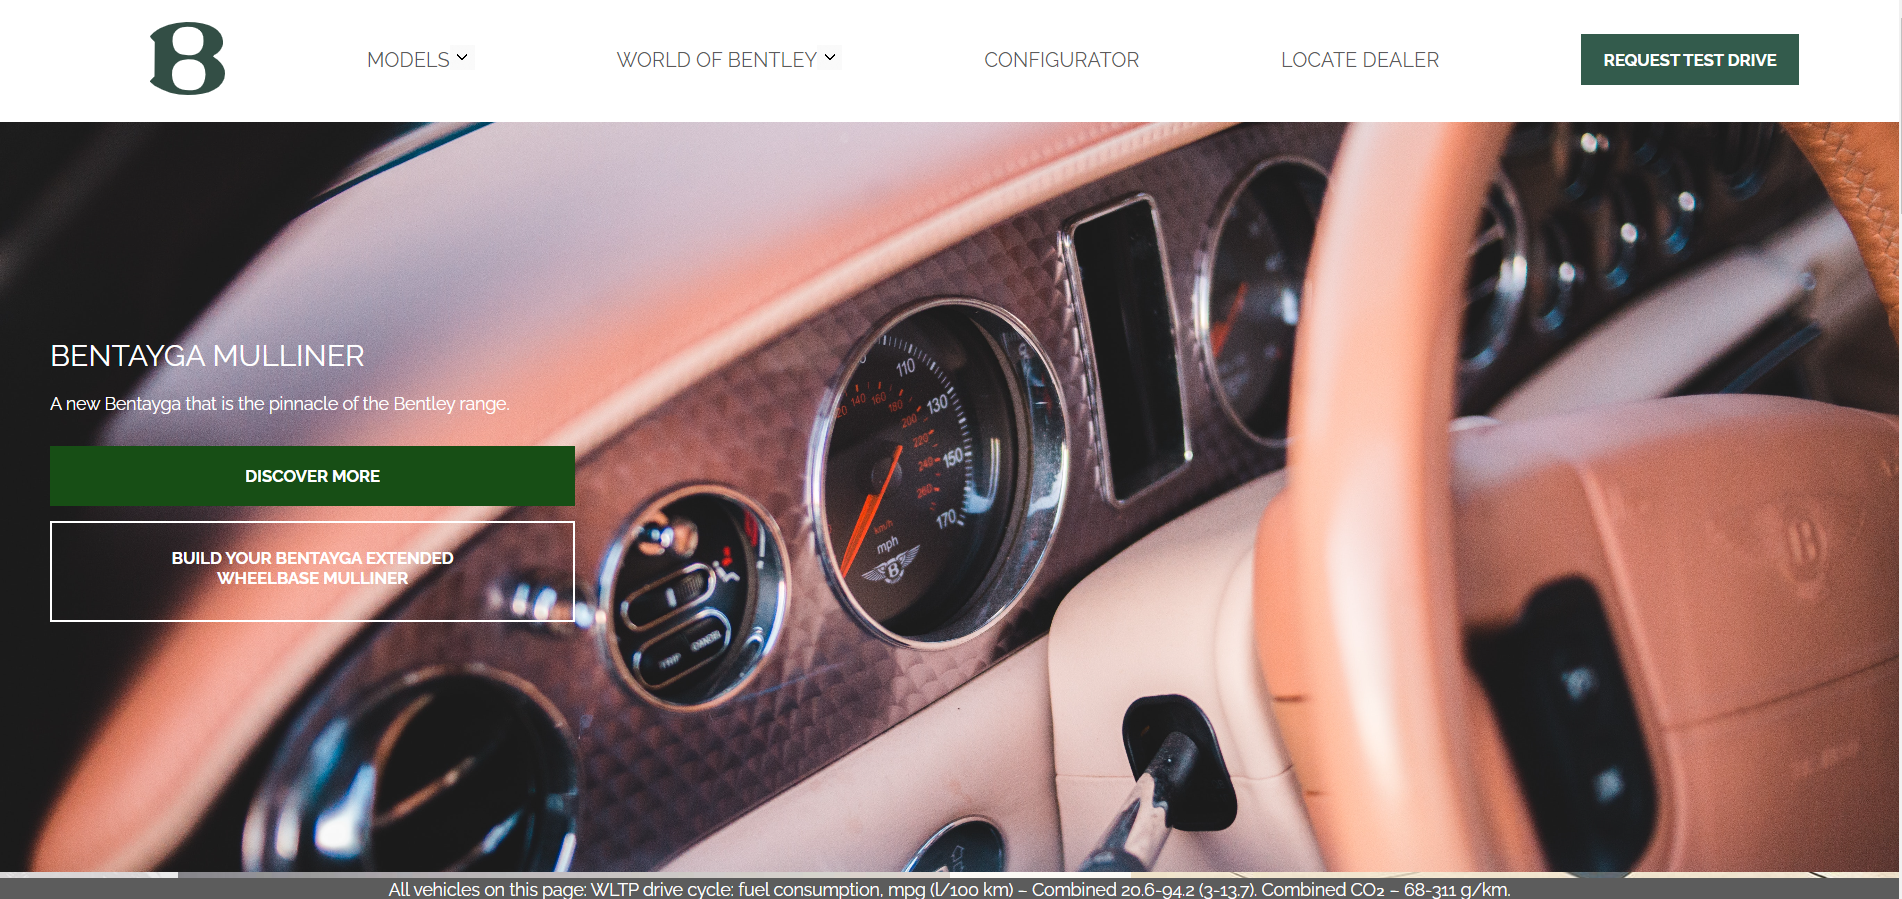 B
MODELS
WORLD OF BENTLEY
CONFIGURATOR
LOCATE DEALER
REQUEST TEST DRIVE
BENTAYGA MULLINER
A new Bentayga that is the pinnacle of the Bentley range.
DISCOVER MORE
BUILD YOUR BENTAYGA EXTENDED
WHEELBASE MULLINER
110
130
150
170
140
160
180
200
220
240
260
km/h
mph
B
TRIP
CANCEL
B
All vehicles on this page: WLTP drive cycle: fuel consumption, mpg (l/100 km) – Combined 20.6-94.2 (3-13.7). Combined CO₂ – 68-311 g/km.